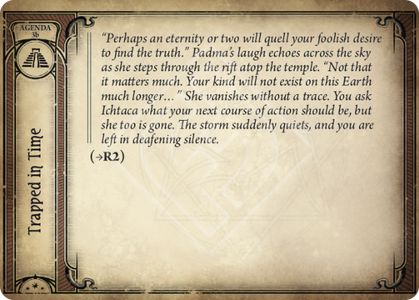 AGENDA
3b
Trapped in Time
“Perhaps an eternity or two will quell your foolish desire
to find the truth.” Padma’s laugh echoes across the sky
as she steps through the rift atop the temple. “Not that
it matters much. Your kind will not exist on this Earth
much longer…” She vanishes without a trace. You ask
Ichtaca what your next course of action should be, but
she too is gone. The storm suddenly quiets, and you are
left in deafening silence.
(→R2)